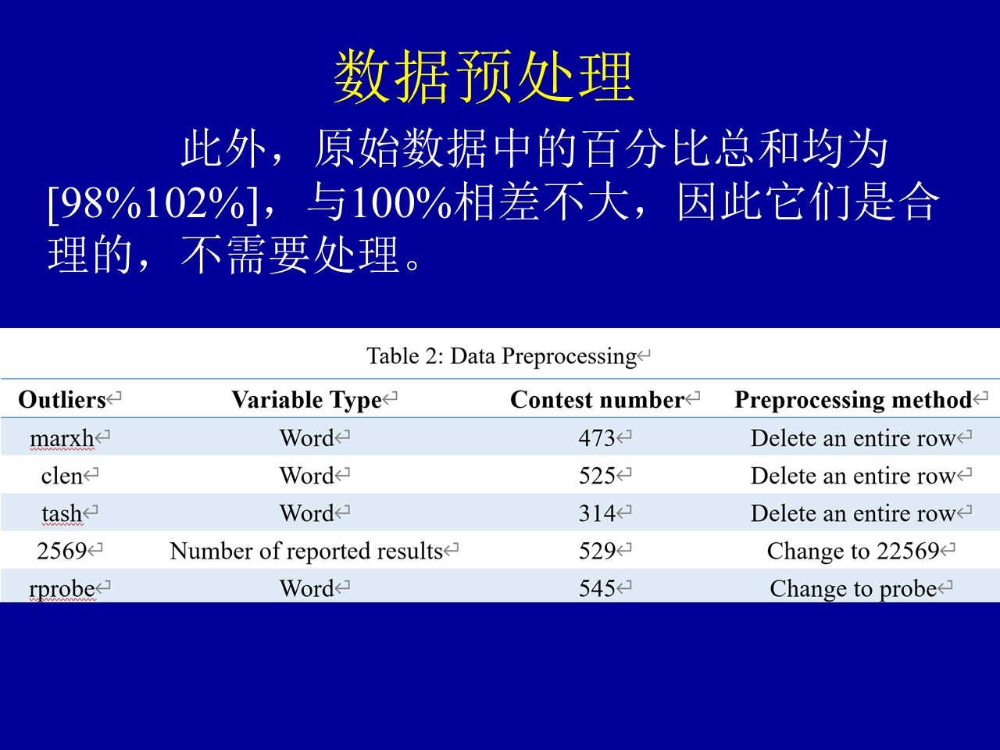 数据预处理
此外，原始数据中的百分比总和均为
[98%102%]，与100%相差不大，因此它们是合
理的，不需要处理。
Table 2: Data Preprocessing↵
Outliers↵ Variable Type↵ Contest number↵ Preprocessing method↵
marxh↵ Word↵ 473↵ Delete an entire row↵
clen↵ Word↵ 525↵ Delete an entire row↵
tash↵ Word↵ 314↵ Delete an entire row↵
2569↵ Number of reported results↵ 529↵ Change to 22569↵
rprobe↵ Word↵ 545↵ Change to probe↵